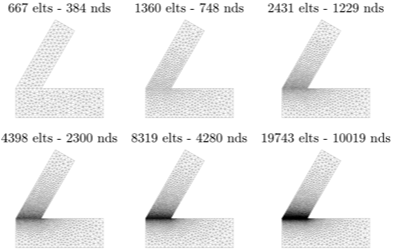 667 elts - 384 nds 1360 elts - 748 nds 2431 elts - 1229 nds
4398 elts - 2300 nds 8319 elts - 4280 nds 19743 elts - 10019 nds